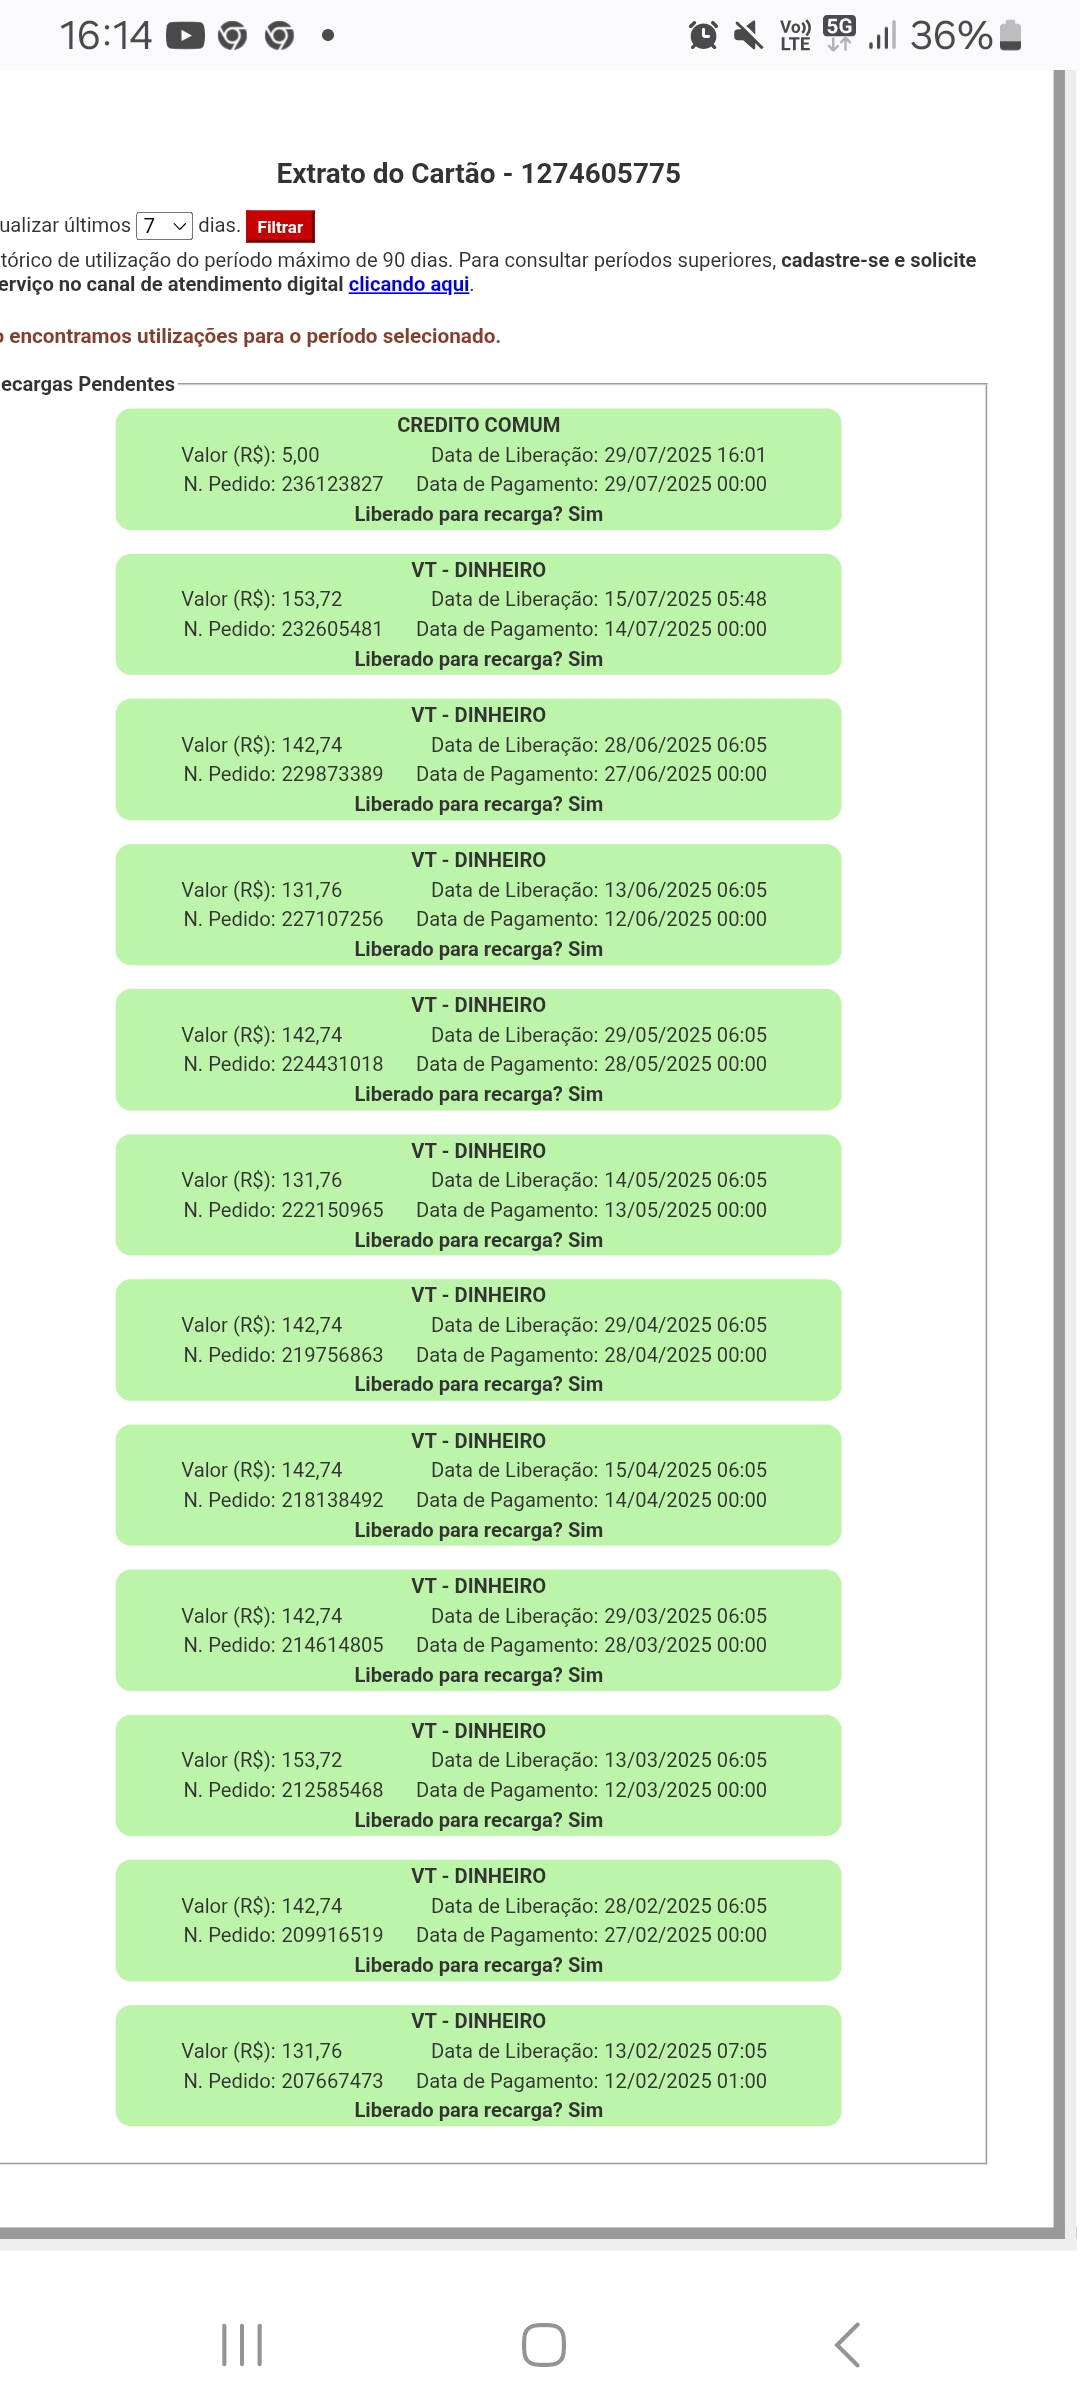 16:14
Vo)) LTE 5G 36%
Extrato do Cartão - 1274605775
ualizar últimos 7 dias. Filtrar
tórico de utilização do período máximo de 90 dias. Para consultar períodos superiores, cadastre-se e solicite
erviço no canal de atendimento digital clicando aqui.
o encontramos utilizações para o período selecionado.
ecargas Pendentes
CREDITO COMUM
Valor (R$): 5,00 Data de Liberação: 29/07/2025 16:01
N. Pedido: 236123827 Data de Pagamento: 29/07/2025 00:00
Liberado para recarga? Sim
VT - DINHEIRO
Valor (R$): 153,72 Data de Liberação: 15/07/2025 05:48
N. Pedido: 232605481 Data de Pagamento: 14/07/2025 00:00
Liberado para recarga? Sim
VT - DINHEIRO
Valor (R$): 142,74 Data de Liberação: 28/06/2025 06:05
N. Pedido: 229873389 Data de Pagamento: 27/06/2025 00:00
Liberado para recarga? Sim
VT - DINHEIRO
Valor (R$): 131,76 Data de Liberação: 13/06/2025 06:05
N. Pedido: 227107256 Data de Pagamento: 12/06/2025 00:00
Liberado para recarga? Sim
VT - DINHEIRO
Valor (R$): 142,74 Data de Liberação: 29/05/2025 06:05
N. Pedido: 224431018 Data de Pagamento: 28/05/2025 00:00
Liberado para recarga? Sim
VT - DINHEIRO
Valor (R$): 131,76 Data de Liberação: 14/05/2025 06:05
N. Pedido: 222150965 Data de Pagamento: 13/05/2025 00:00
Liberado para recarga? Sim
VT - DINHEIRO
Valor (R$): 142,74 Data de Liberação: 29/04/2025 06:05
N. Pedido: 219756863 Data de Pagamento: 28/04/2025 00:00
Liberado para recarga? Sim
VT - DINHEIRO
Valor (R$): 142,74 Data de Liberação: 15/04/2025 06:05
N. Pedido: 218138492 Data de Pagamento: 14/04/2025 00:00
Liberado para recarga? Sim
VT - DINHEIRO
Valor (R$): 142,74 Data de Liberação: 29/03/2025 06:05
N. Pedido: 214614805 Data de Pagamento: 28/03/2025 00:00
Liberado para recarga? Sim
VT - DINHEIRO
Valor (R$): 153,72 Data de Liberação: 13/03/2025 06:05
N. Pedido: 212585468 Data de Pagamento: 12/03/2025 00:00
Liberado para recarga? Sim
VT - DINHEIRO
Valor (R$): 142,74 Data de Liberação: 28/02/2025 06:05
N. Pedido: 209916519 Data de Pagamento: 27/02/2025 00:00
Liberado para recarga? Sim
VT - DINHEIRO
Valor (R$): 131,76 Data de Liberação: 13/02/2025 07:05
N. Pedido: 207667473 Data de Pagamento: 12/02/2025 01:00
Liberado para recarga? Sim